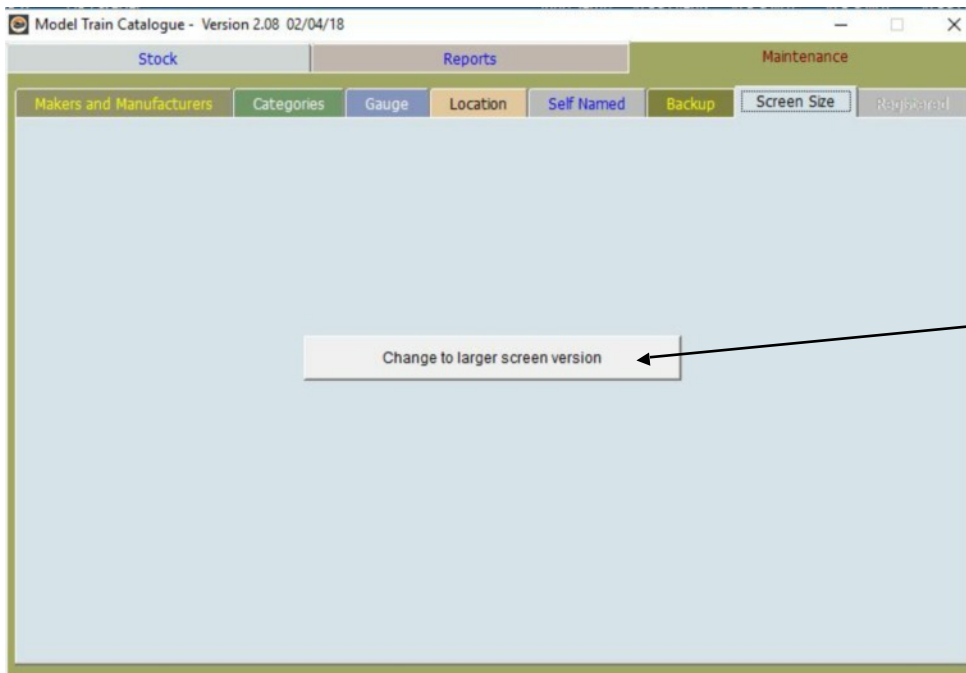 Model Train Catalogue - Version 2.08 02/04/18
Stock Reports Maintenance
Makers and Manufacturers Categories Gauge Location Self Named Backup Screen Size Registered
Change to larger screen version